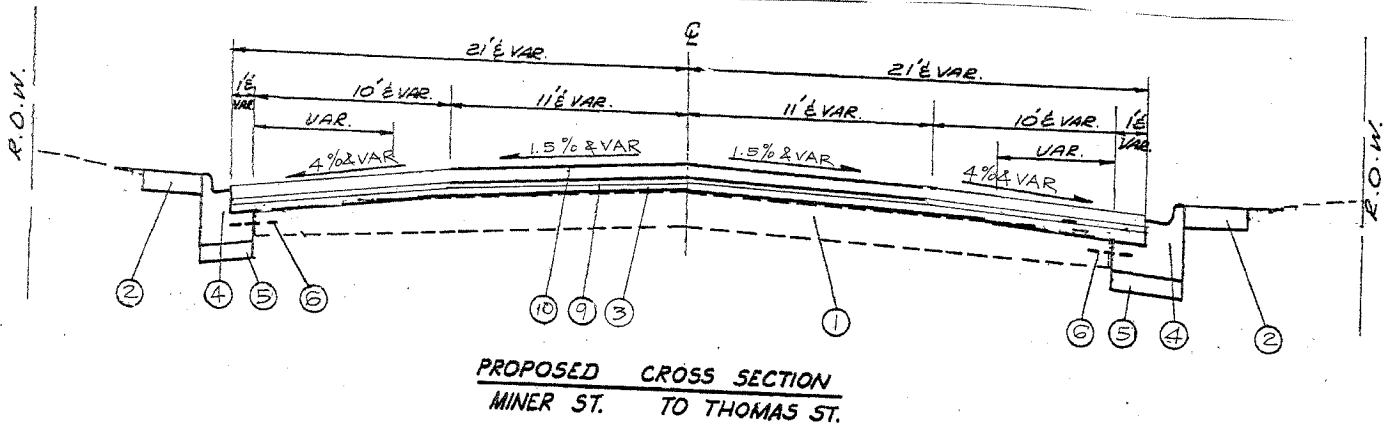 ℄
21' & VAR. 21' & VAR.
1' & VAR. 10' & VAR. 11' & VAR. 11' & VAR. 10' & VAR. 1' & VAR.
VAR. VAR.
4% & VAR 1.5% & VAR 1.5% & VAR 4% & VAR
R.O.W. R.O.W.
2 4 5 6 10 9 3 1 6 5 4 2
PROPOSED CROSS SECTION
MINER ST. TO THOMAS ST.